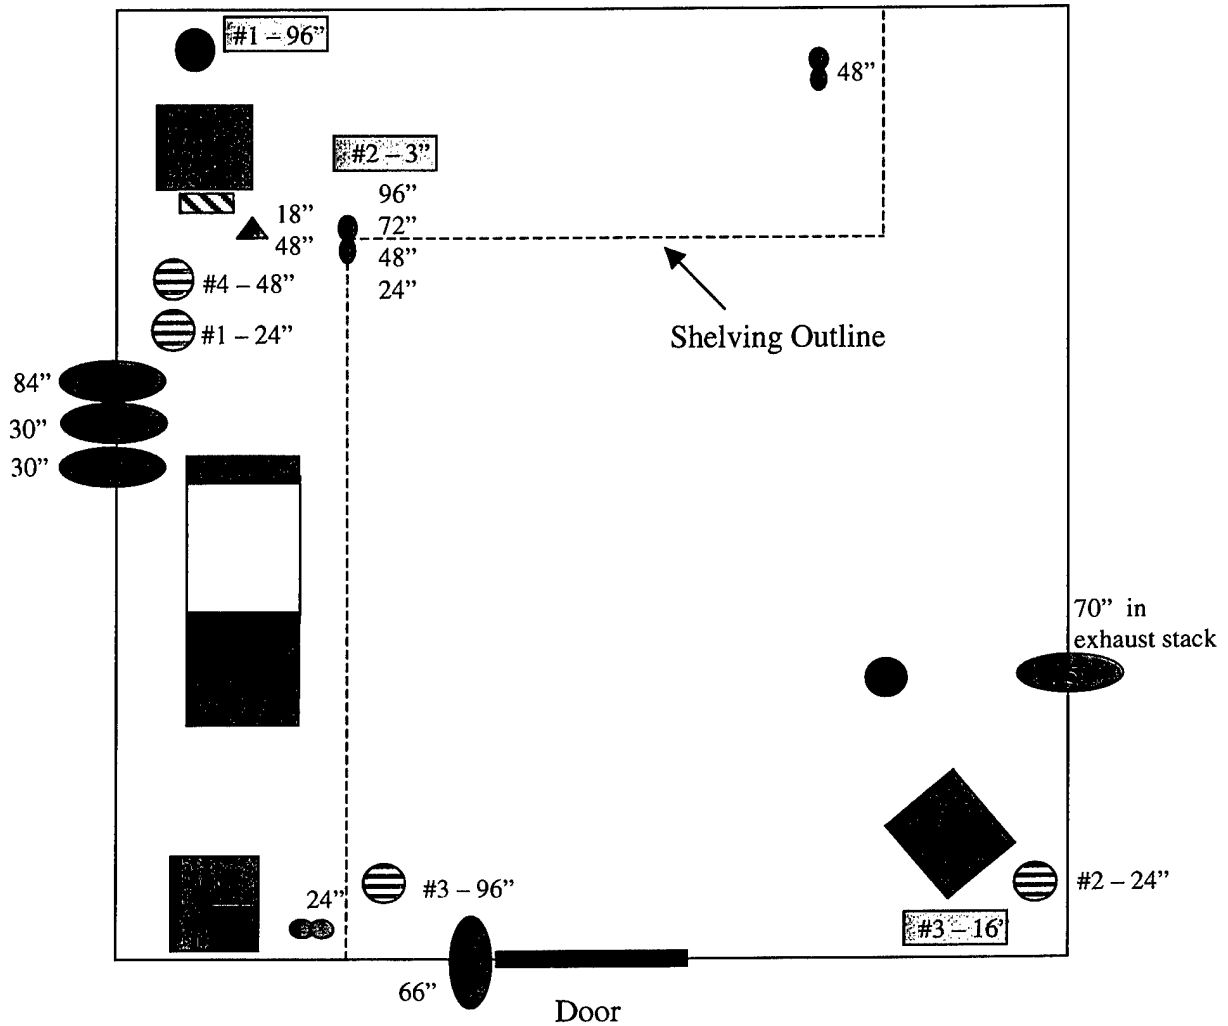 #1 – 96”
48”
#2 – 3”
96”
72”
48”
24”
18”
48”
#4 – 48”
#1 – 24”
Shelving Outline
84”
30”
30”
70” in
exhaust stack
24”
#3 – 96”
#2 – 24”
#3 – 16’
66”
Door